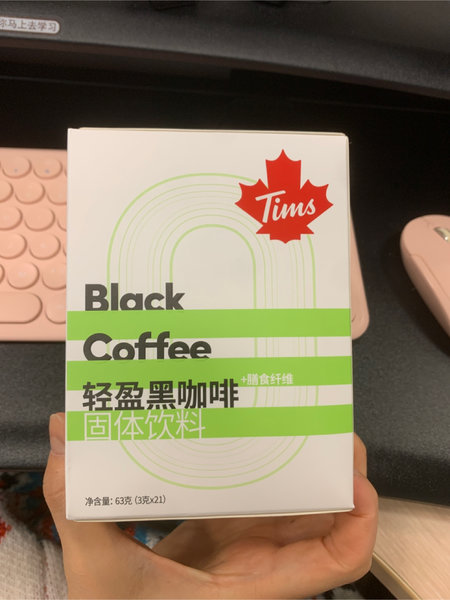 你马上去学习
Tims
Black
Coffee
+膳食纤维
轻盈黑咖啡
固体饮料
净含量: 63克 (3克x21)